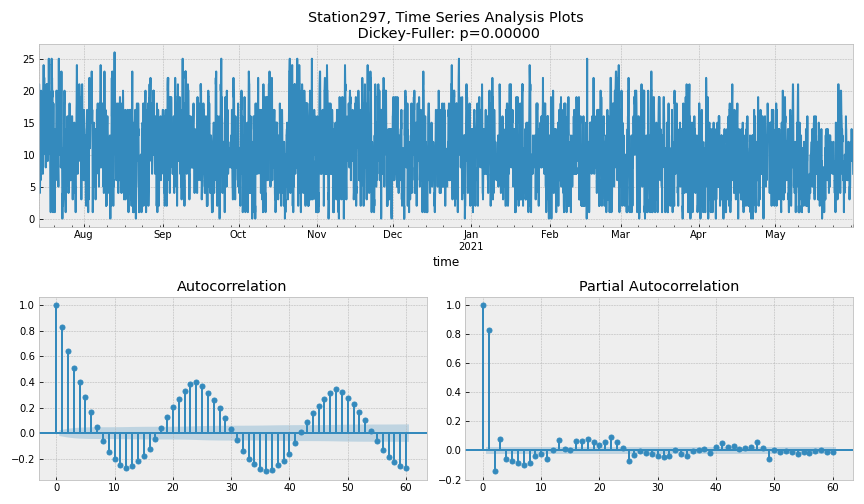 Station297, Time Series Analysis Plots
Dickey-Fuller: p=0.00000
25
20
15
10
5
0
Aug Sep Oct Nov Dec Jan Feb Mar Apr May
2021
time
Autocorrelation
1.0
0.8
0.6
0.4
0.2
0.0
−0.2
0 10 20 30 40 50 60
Partial Autocorrelation
1.0
0.8
0.6
0.4
0.2
0.0
−0.2
0 10 20 30 40 50 60